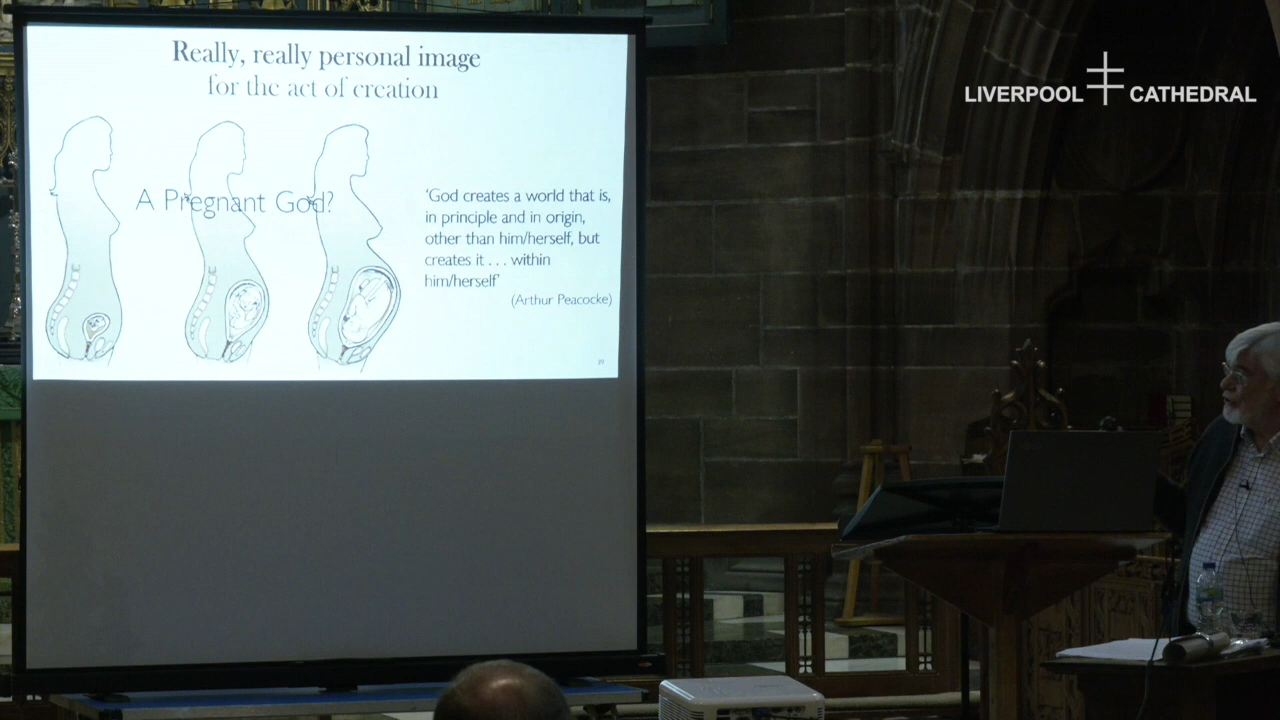 Really, really personal image
for the act of creation
A Pregnant God?
'God creates a world that is,
in principle and in origin,
other than him/herself, but
creates it . . . within
him/herself'
(Arthur Peacocke)
LIVERPOOL CATHEDRAL